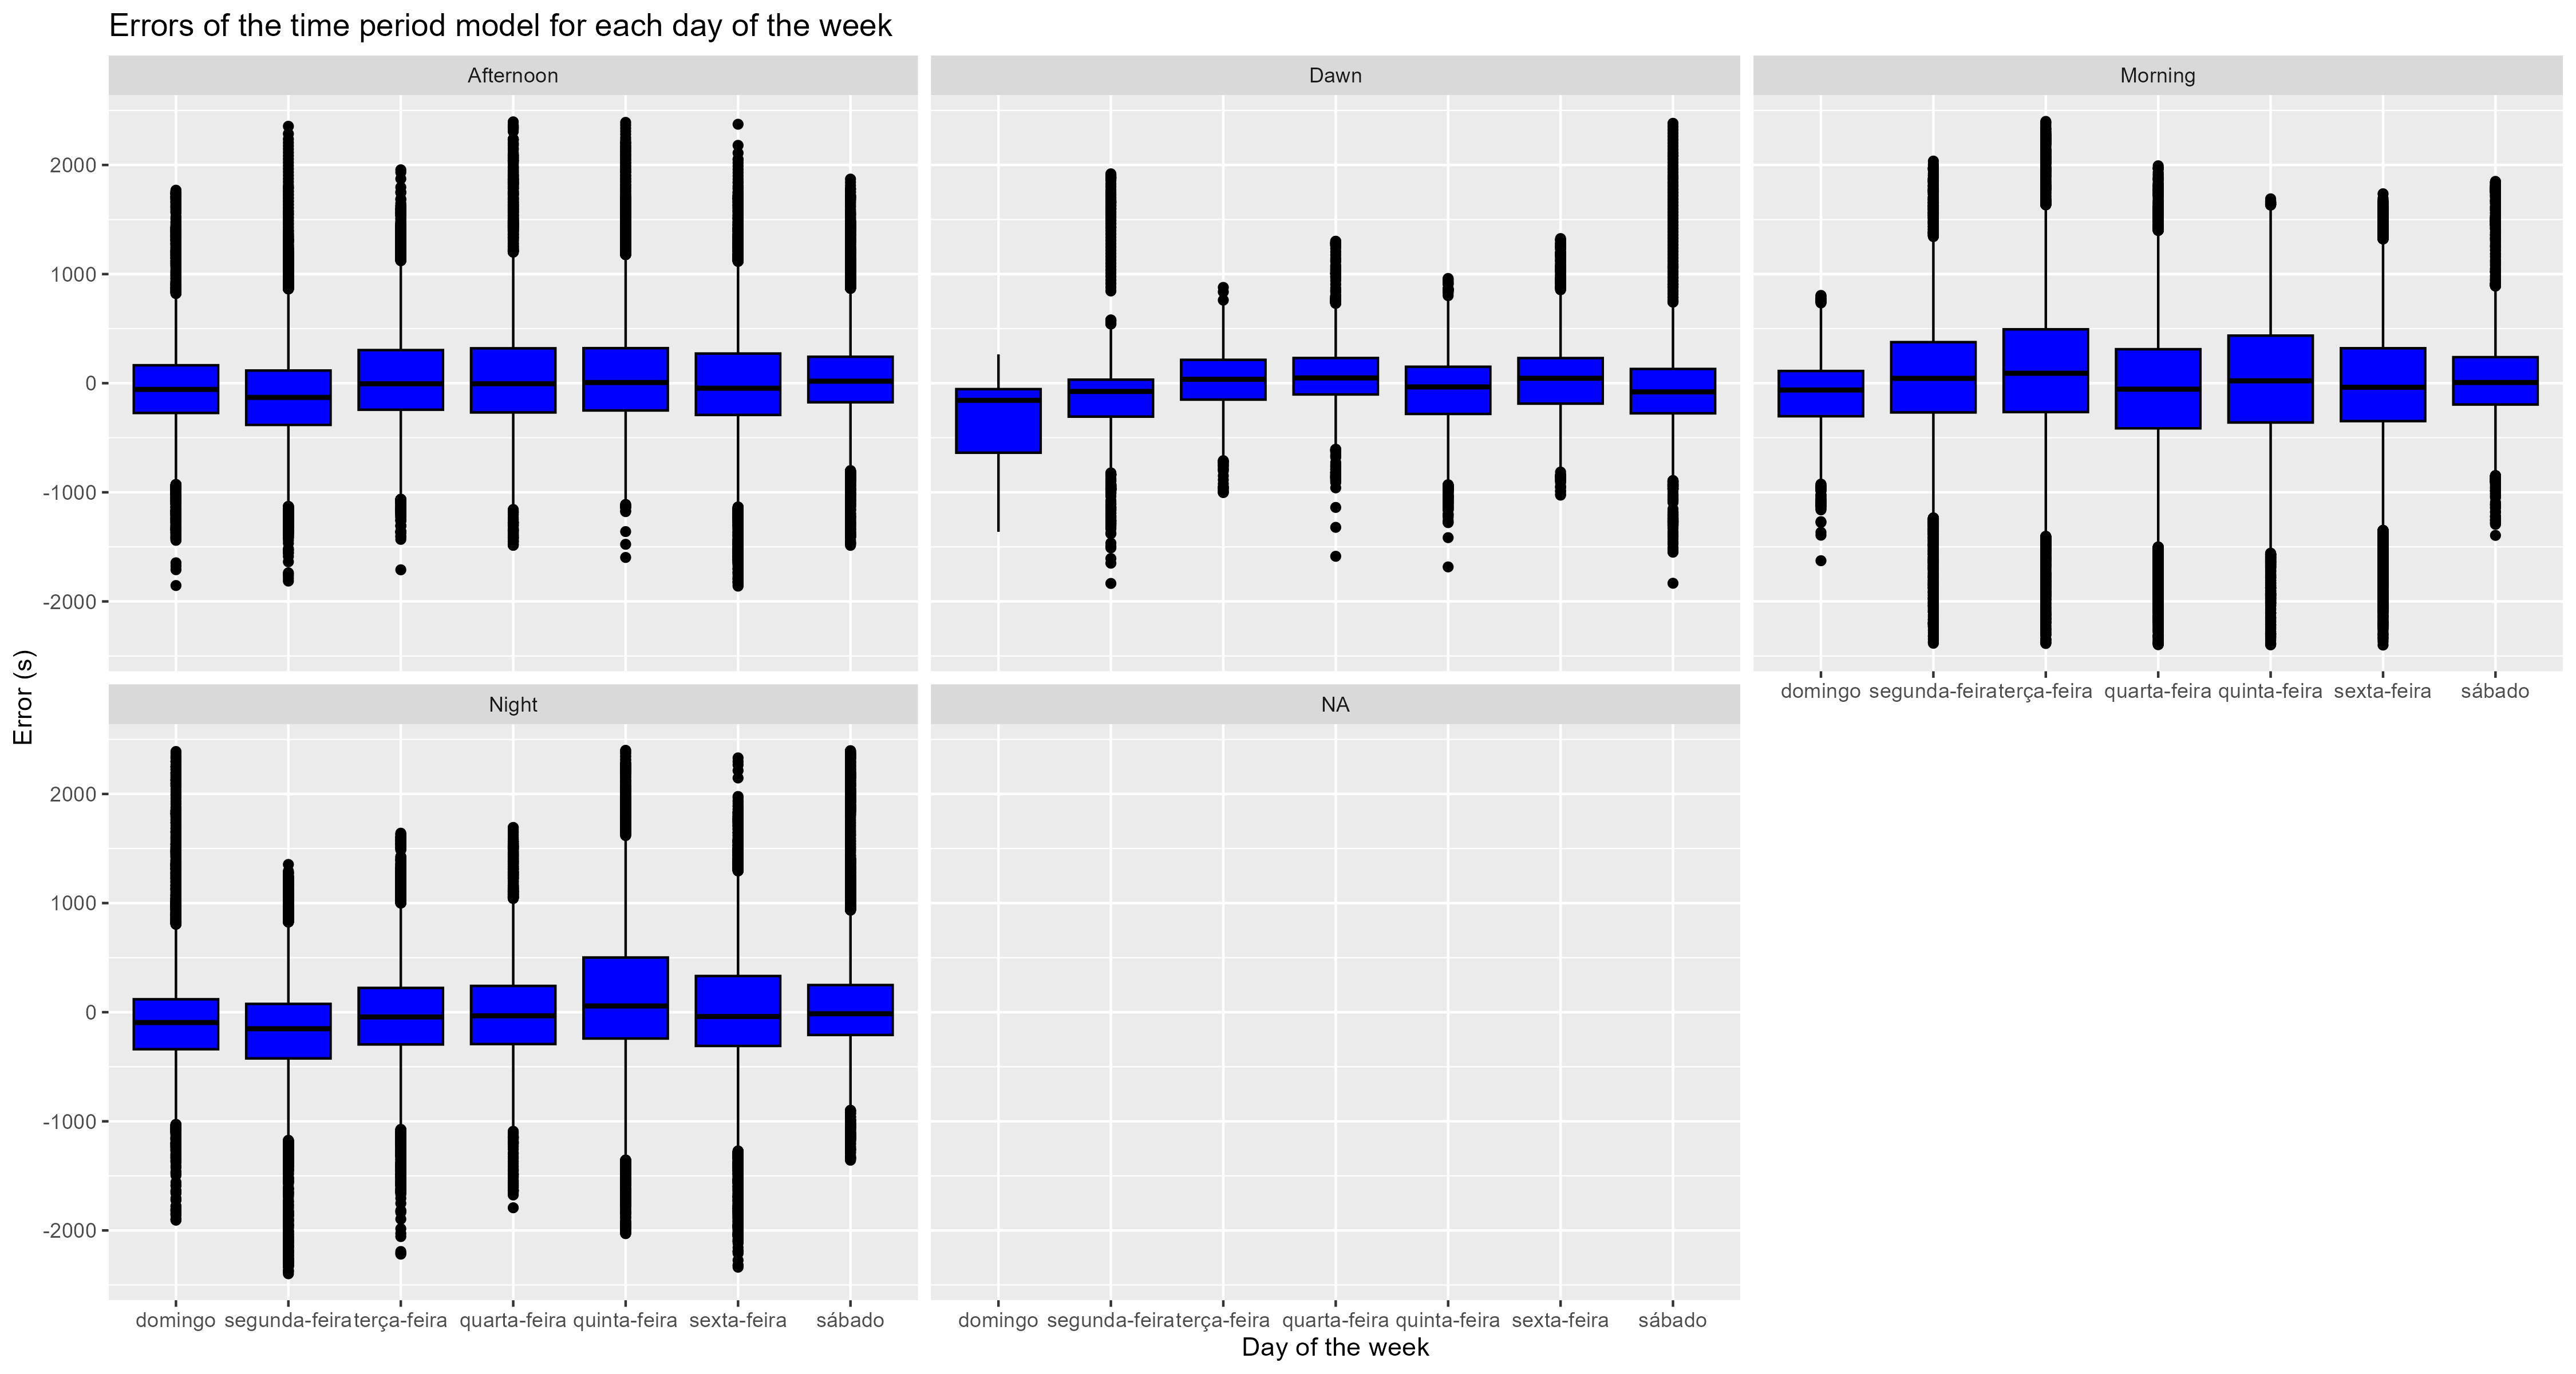 Errors of the time period model for each day of the week
Afternoon
Dawn
Morning
2000
1000
0
-1000
-2000
domingo segunda-feira terça-feira quarta-feira quinta-feira sexta-feira sábado
Night
NA
2000
1000
0
-1000
-2000
domingo segunda-feira terça-feira quarta-feira quinta-feira sexta-feira sábado
domingo segunda-feira terça-feira quarta-feira quinta-feira sexta-feira sábado
Error (s)
Day of the week